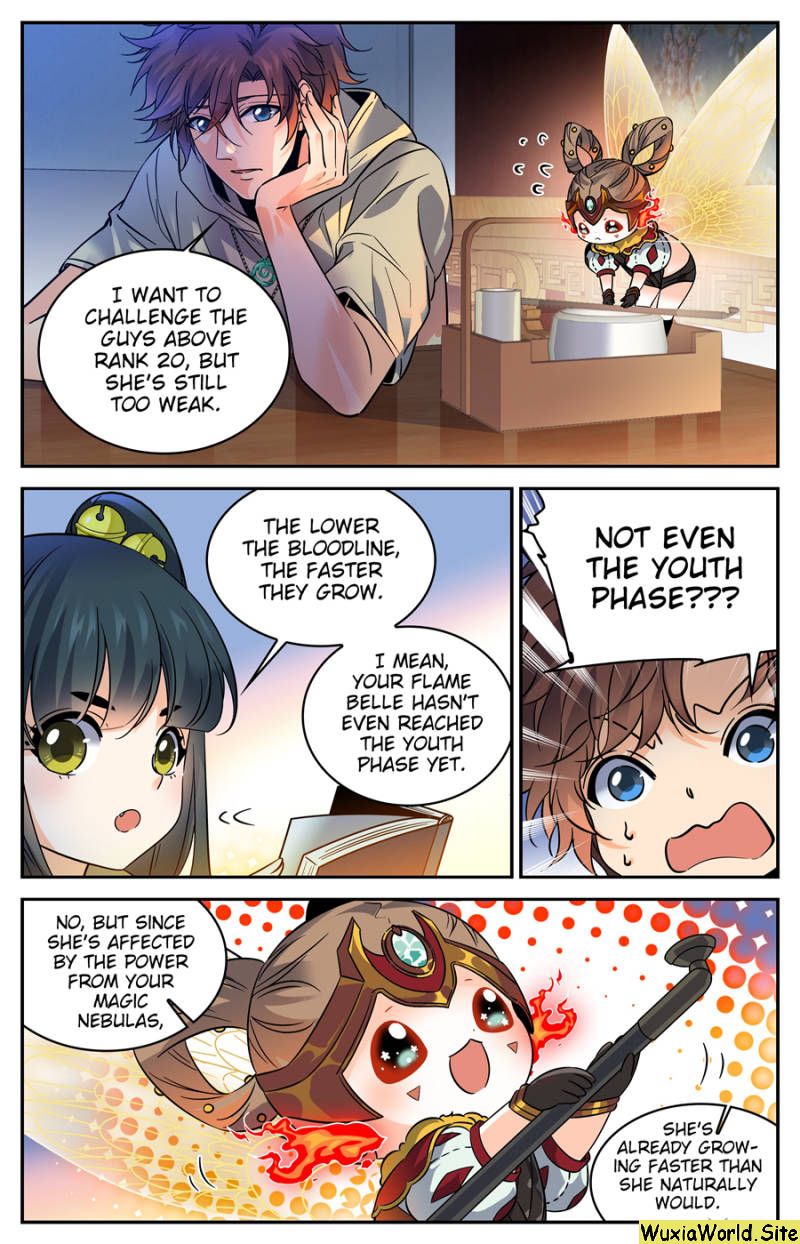 I WANT TO
CHALLENGE THE
GUYS ABOVE
RANK 20, BUT
SHE'S STILL
TOO WEAK.
THE LOWER
THE BLOODLINE,
THE FASTER
THEY GROW.
I MEAN,
YOUR FLAME
BELLE HASN'T
EVEN REACHED
THE YOUTH
PHASE YET.
NOT EVEN
THE YOUTH
PHASE???
NO, BUT SINCE
SHE'S AFFECTED
BY THE POWER
FROM YOUR
MAGIC
NEBULAS,
SHE'S
ALREADY GROW-
ING FASTER THAN
SHE NATURALLY
WOULD.
WuxiaWorld.Site